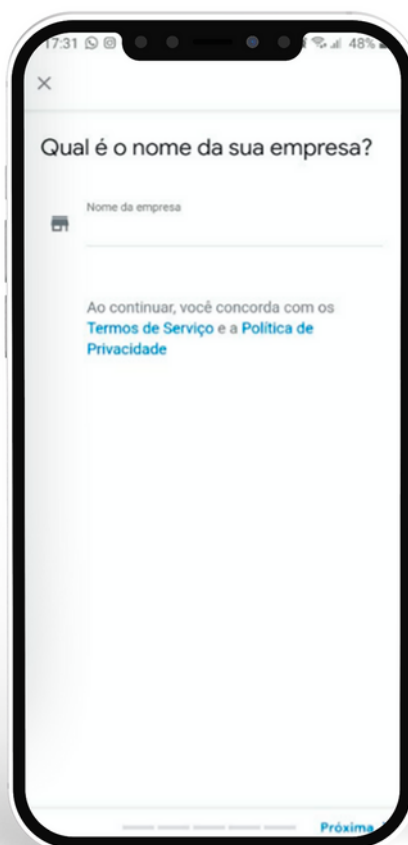 17:31 48%
Qual é o nome da sua empresa?
Nome da empresa
Ao continuar, você concorda com os
Termos de Serviço e a Política de
Privacidade
Próxima